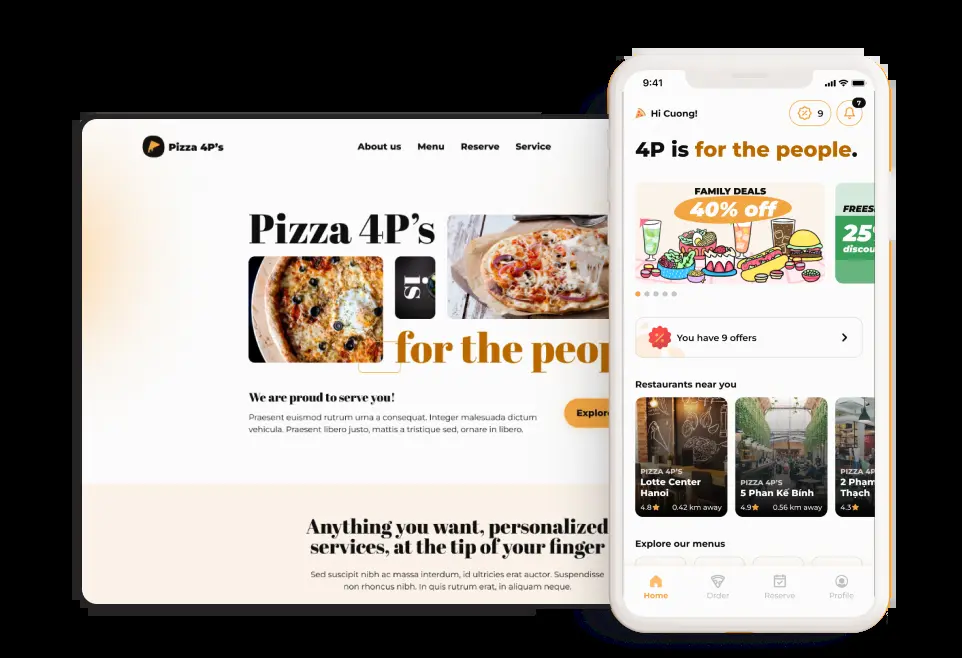 Pizza 4P's
About us Menu Reserve Service
Pizza 4P's
is
for the peop
We are proud to serve you!
Praesent euismod rutrum urna a consequat. Integer malesuada dictum
vehicula. Praesent libero justo, mattis a tristique sed, ornare in libero.
Explore
Anything you want, personalized
services, at the tip of your finger
Sed suscipit nibh ac massa interdum, id ultricies erat auctor. Suspendisse
non rhoncus nibh. In quis rutrum erat, in aliquam neque.
9:41
Hi Cuong!
9
7
4P is for the people.
FAMILY DEALS
40% off
FREES
25
discou
You have 9 offers
Restaurants near you
PIZZA 4P'S
Lotte Center
Hanoi
4.8 0.42 km away
PIZZA 4P'S
5 Phan Kế Bính
4.9 0.56 km away
PIZZA 4P
2 Phạm
Thạch
4.3
Explore our menus
Home Order Reserve Profile